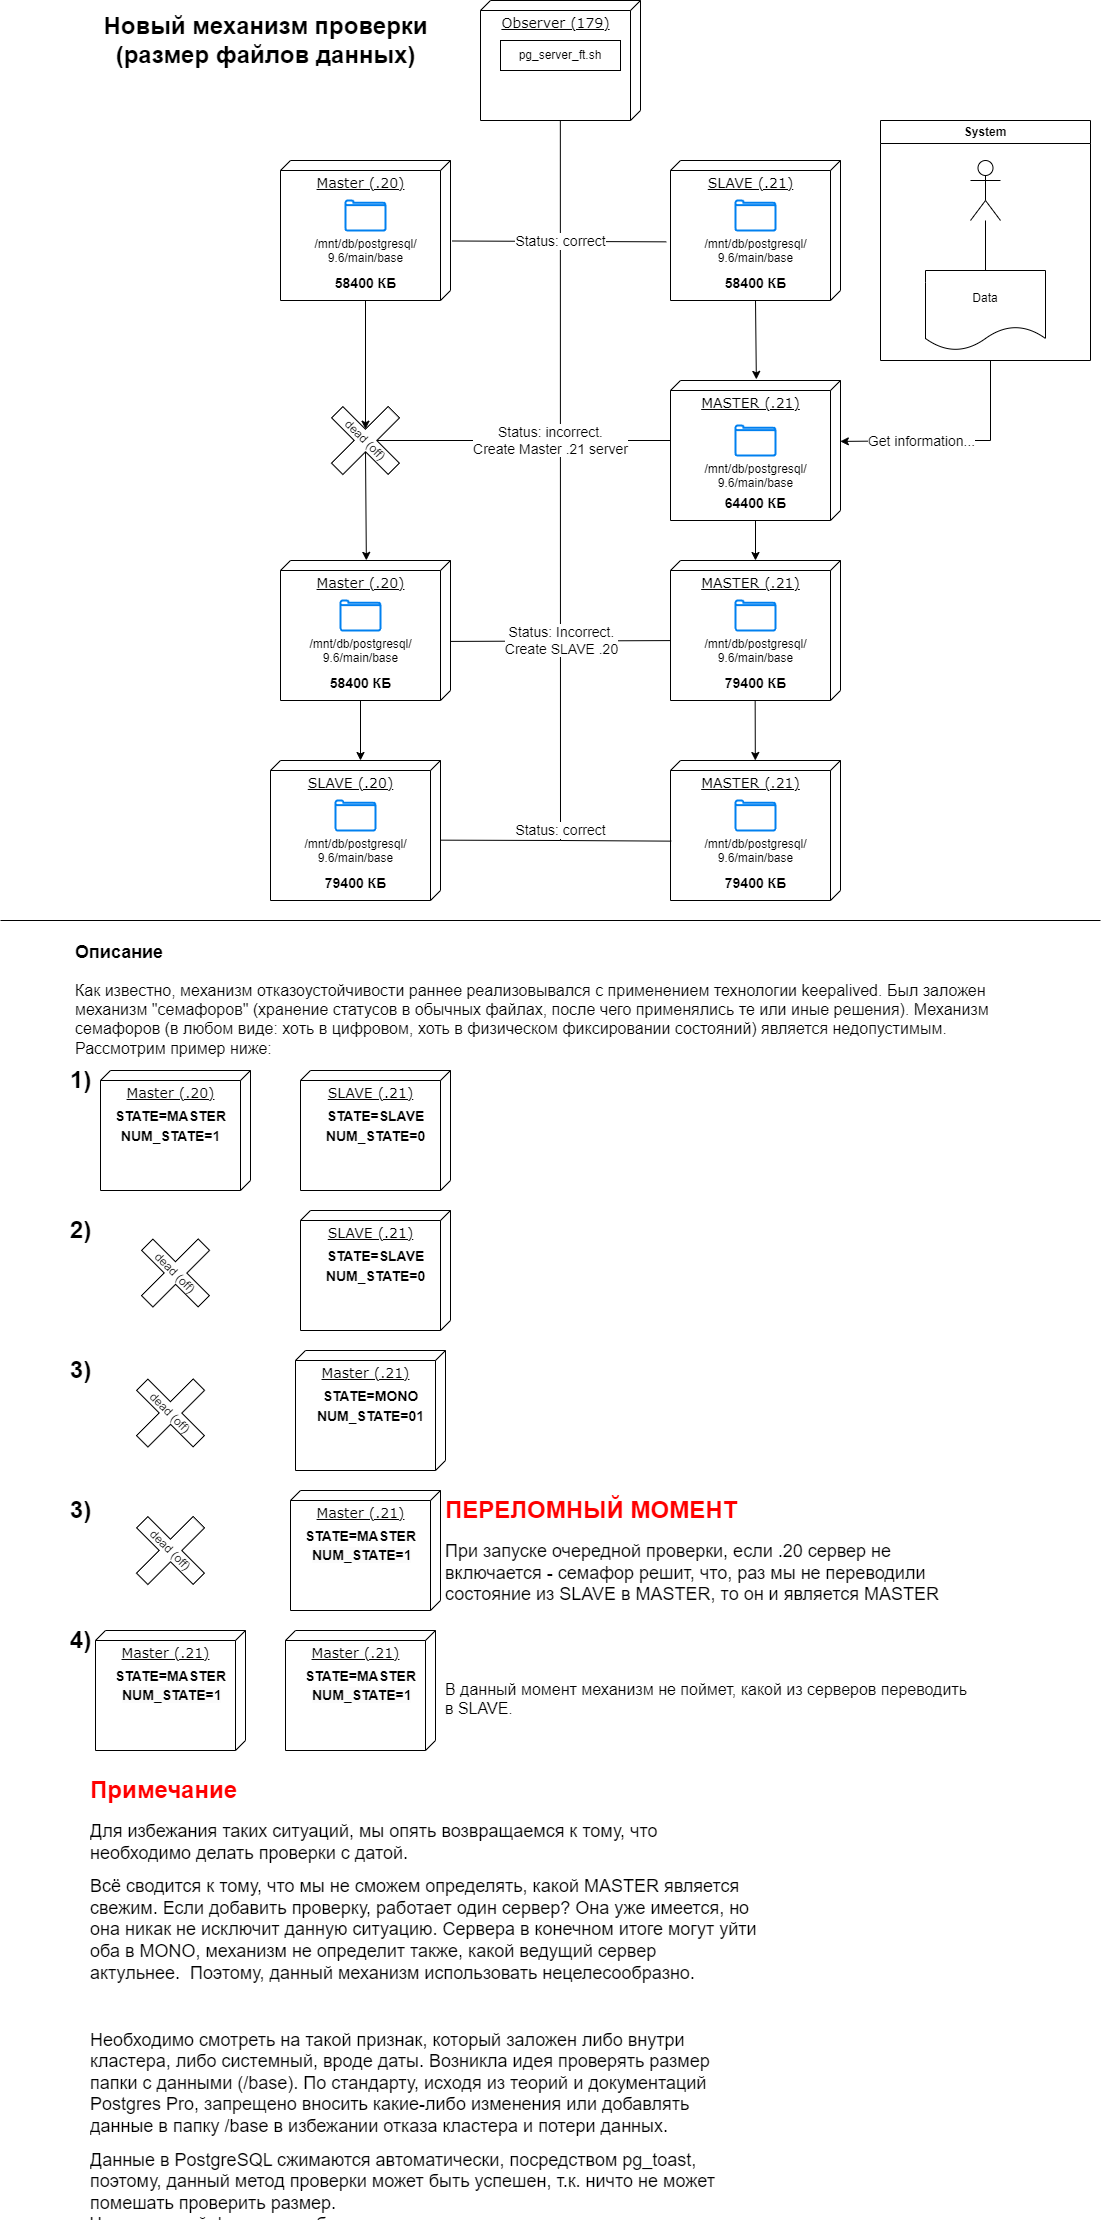 Новый механизм проверки
(размер файлов данных)
Observer (179)
pg_server_ft.sh
System
Data
Master (.20)
/mnt/db/postgresql/
9.6/main/base
58400 КБ
Status: correct
SLAVE (.21)
/mnt/db/postgresql/
9.6/main/base
58400 КБ
dead (off)
Status: incorrect.
Create Master .21 server
MASTER (.21)
/mnt/db/postgresql/
9.6/main/base
64400 КБ
Get information...
Master (.20)
/mnt/db/postgresql/
9.6/main/base
58400 КБ
Status: Incorrect.
Create SLAVE .20
MASTER (.21)
/mnt/db/postgresql/
9.6/main/base
79400 КБ
SLAVE (.20)
/mnt/db/postgresql/
9.6/main/base
79400 КБ
Status: correct
MASTER (.21)
/mnt/db/postgresql/
9.6/main/base
79400 КБ
Описание
Как известно, механизм отказоустойчивости раннее реализовывался с применением технологии keepalived. Был заложен
механизм "семафоров" (хранение статусов в обычных файлах, после чего применялись те или иные решения). Механизм
семафоров (в любом виде: хоть в цифровом, хоть в физическом фиксировании состояний) является недопустимым.
Рассмотрим пример ниже:
1)
Master (.20)
STATE=MASTER
NUM_STATE=1
SLAVE (.21)
STATE=SLAVE
NUM_STATE=0
2)
dead (off)
SLAVE (.21)
STATE=SLAVE
NUM_STATE=0
3)
dead (off)
Master (.21)
STATE=MONO
NUM_STATE=01
3)
dead (off)
Master (.21)
STATE=MASTER
NUM_STATE=1
ПЕРЕЛОМНЫЙ МОМЕНТ
При запуске очередной проверки, если .20 сервер не
включается - семафор решит, что, раз мы не переводили
состояние из SLAVE в MASTER, то он и является MASTER
4)
Master (.21)
STATE=MASTER
NUM_STATE=1
Master (.21)
STATE=MASTER
NUM_STATE=1
В данный момент механизм не поймет, какой из серверов переводить
в SLAVE.
Примечание
Для избежания таких ситуаций, мы опять возвращаемся к тому, что
необходимо делать проверки с датой.
Всё сводится к тому, что мы не сможем определять, какой MASTER является
свежим. Если добавить проверку, работает один сервер? Она уже имеется, но
она никак не исключит данную ситуацию. Сервера в конечном итоге могут уйти
оба в MONO, механизм не определит также, какой ведущий сервер
актульнее. Поэтому, данный механизм использовать нецелесообразно.
Необходимо смотреть на такой признак, который заложен либо внутри
кластера, либо системный, вроде даты. Возникла идея проверять размер
папки с данными (/base). По стандарту, исходя из теорий и документаций
Postgres Pro, запрещено вносить какие-либо изменения или добавлять
данные в папку /base в избежании отказа кластера и потери данных.
Данные в PostgreSQL сжимаются автоматически, посредством pg_toast,
поэтому, данный метод проверки может быть успешен, т.к. ничто не может
помешать проверить размер.